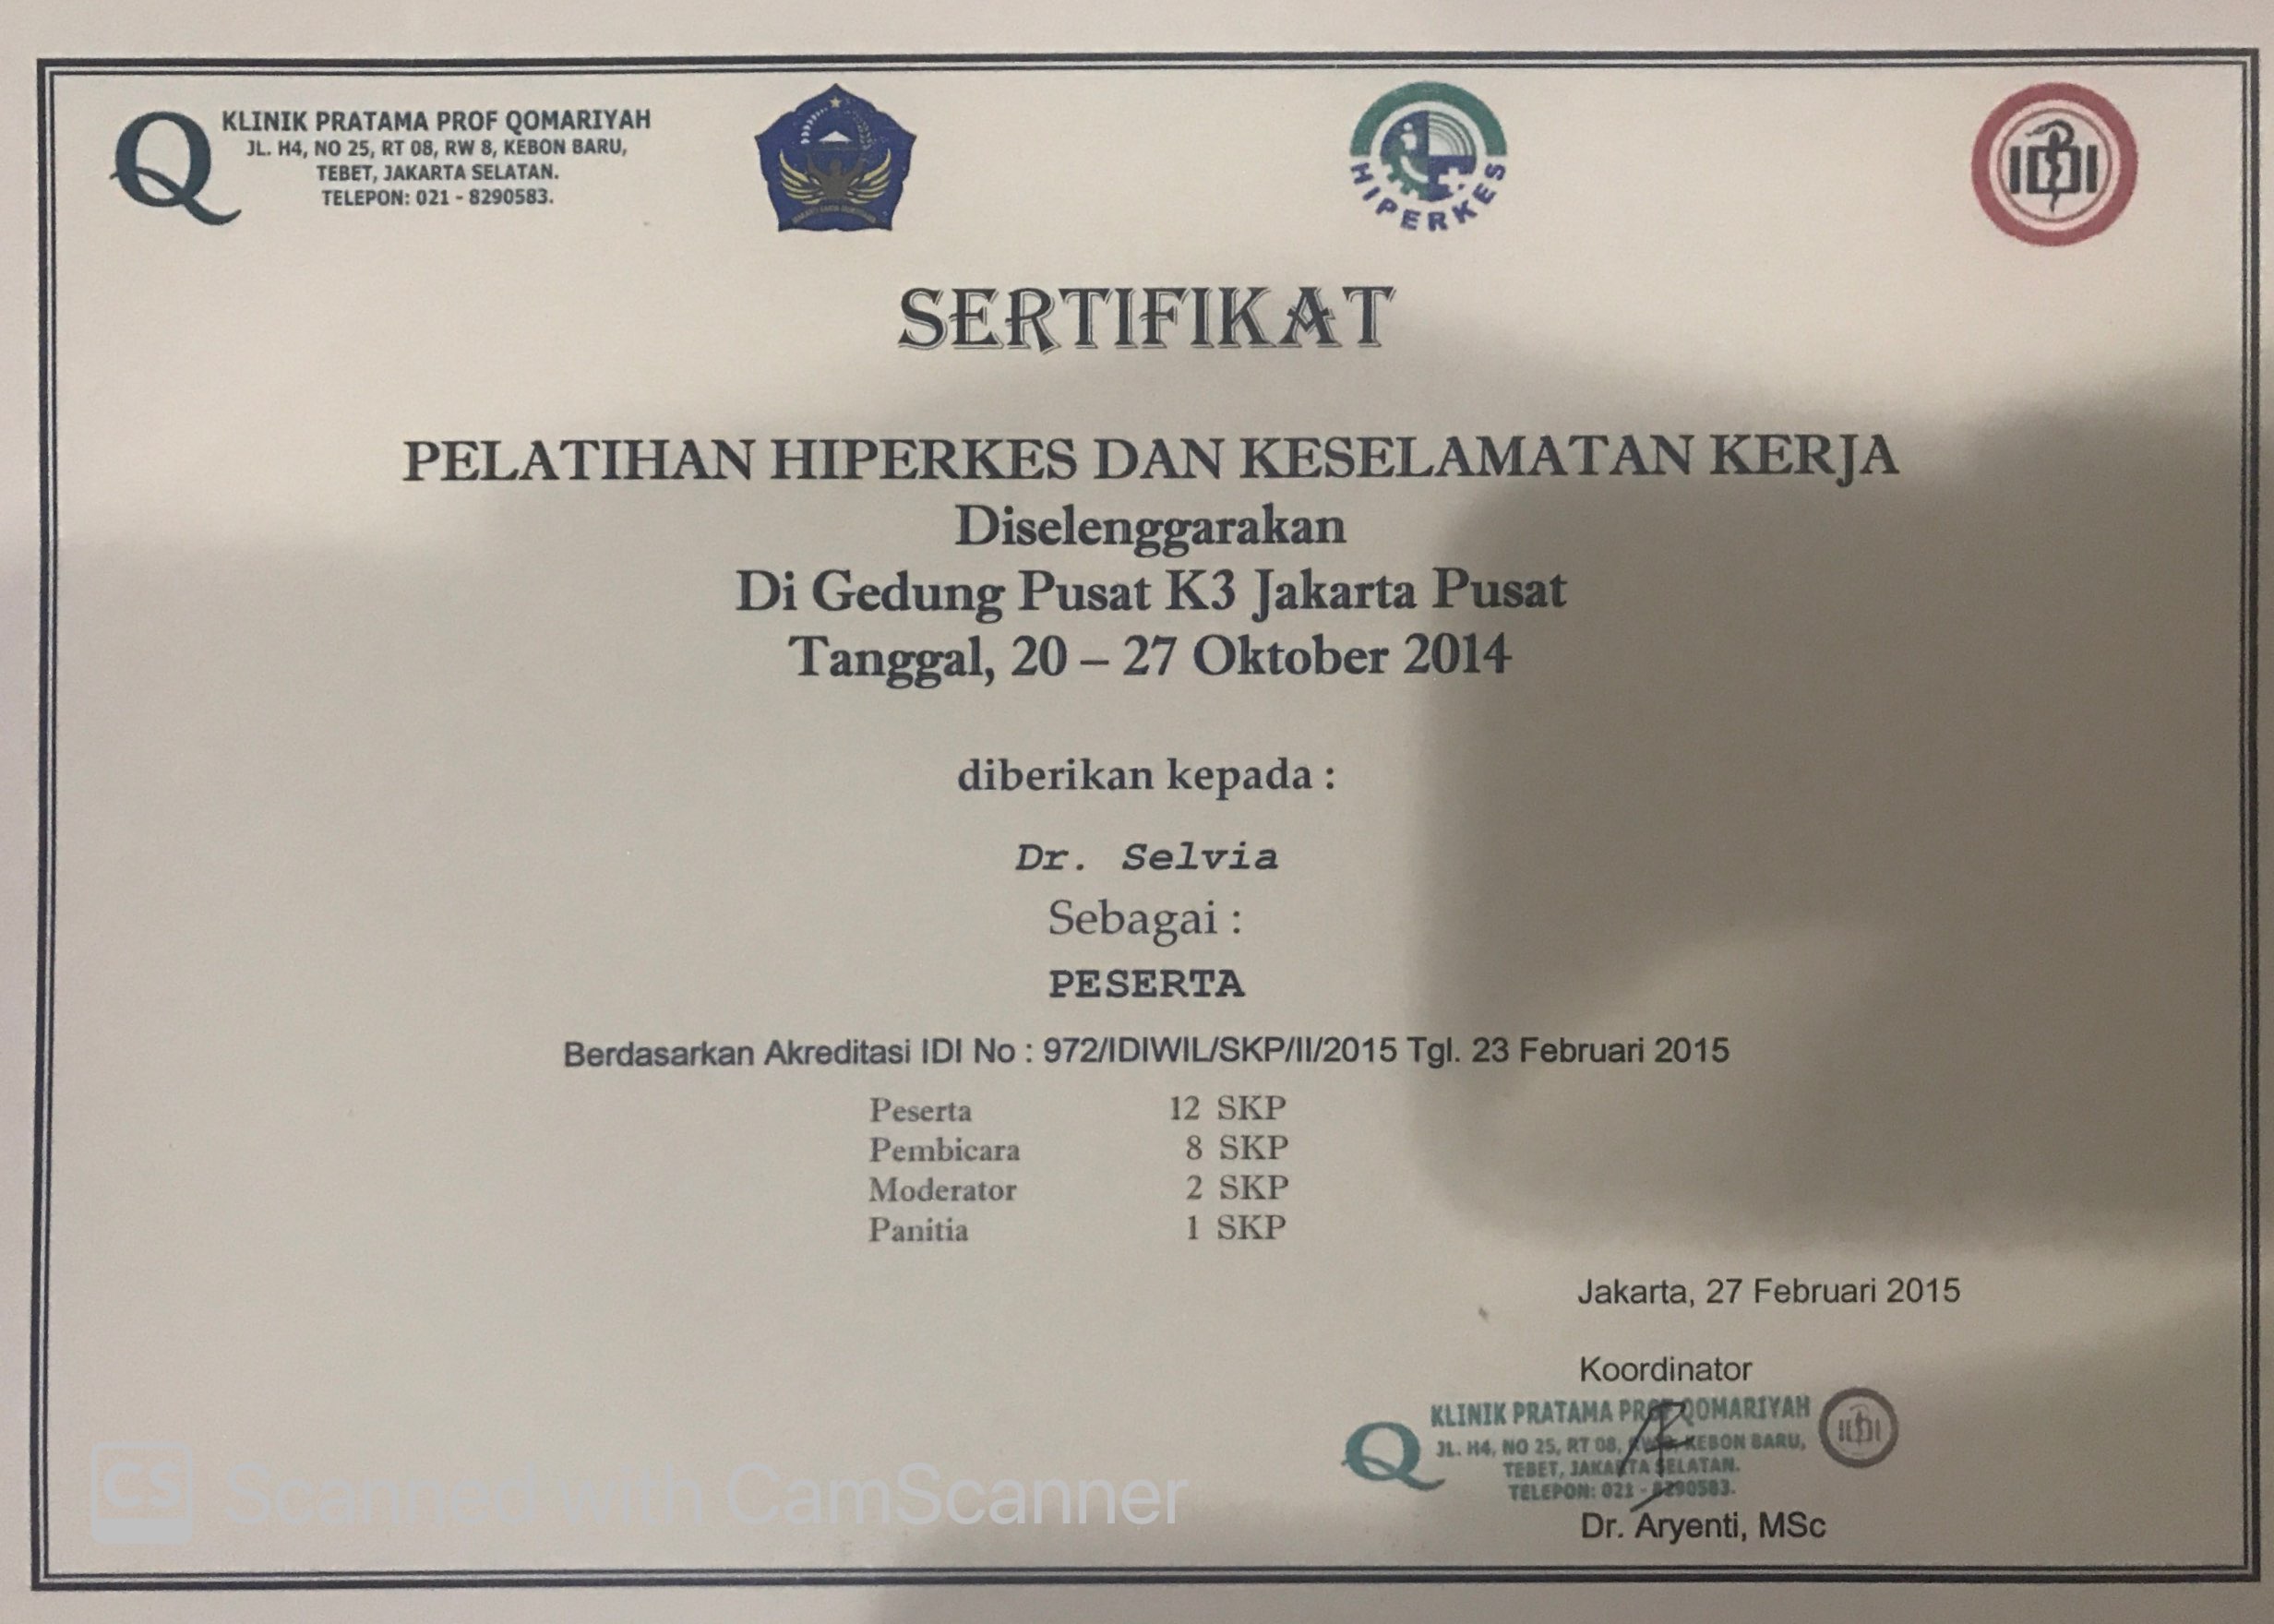 KLINIK PRATAMA PROF QOMARIYAH
JL. H4, NO 25, RT 08, RW 8, KEBON BARU,
TEBET, JAKARTA SELATAN.
TELEPON: 021 - 8290583.
HIPERKES
IDI
SERTIFIKAT
PELATIHAN HIPERKES DAN KESELAMATAN KERJA
Diselenggarakan
Di Gedung Pusat K3 Jakarta Pusat
Tanggal, 20 – 27 Oktober 2014
diberikan kepada :
Dr. Selvia
Sebagai :
PESERTA
Berdasarkan Akreditasi IDI No : 972/IDIWIL/SKP/II/2015 Tgl. 23 Februari 2015
Peserta 12 SKP
Pembicara 8 SKP
Moderator 2 SKP
Panitia 1 SKP
Jakarta, 27 Februari 2015
Koordinator
KLINIK PRATAMA PROF QOMARIYAH
JL. H4, NO 25, RT 08, KEBON BARU,
TEBET, JAKARTA SELATAN.
TELEPON: 021 - 8290583.
IDI
Dr. Aryenti, MSc
CS Scanned with CamScanner